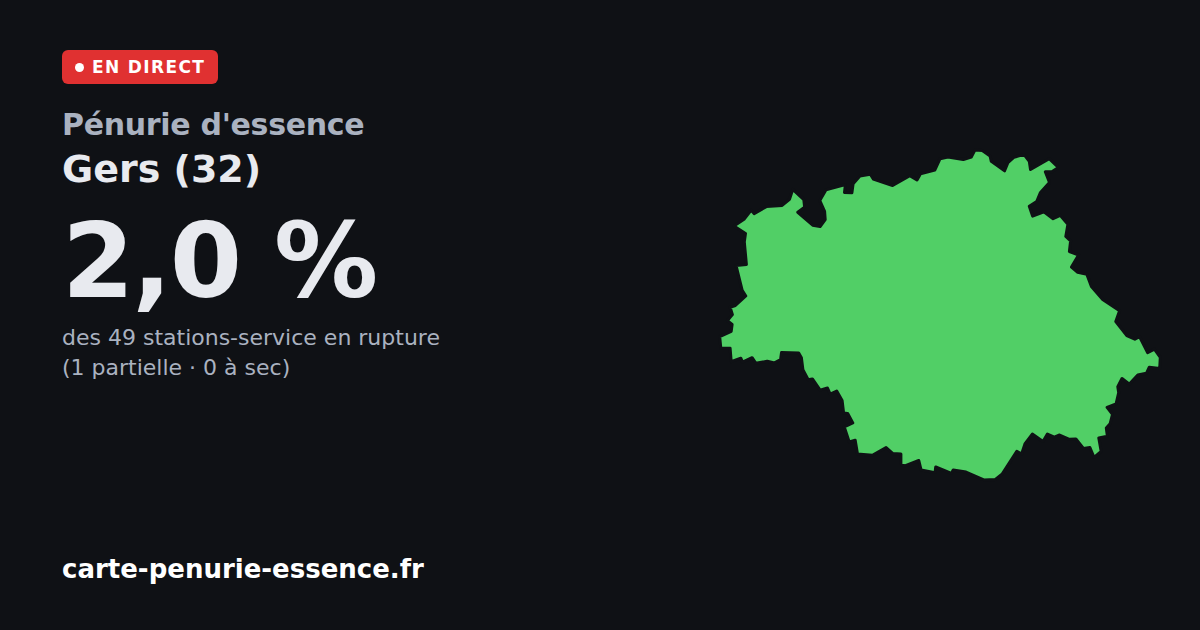 EN DIRECT
Pénurie d'essence
Gers (32)
2,0 %
des 49 stations-service en rupture
(1 partielle · 0 à sec)
carte-penurie-essence.fr